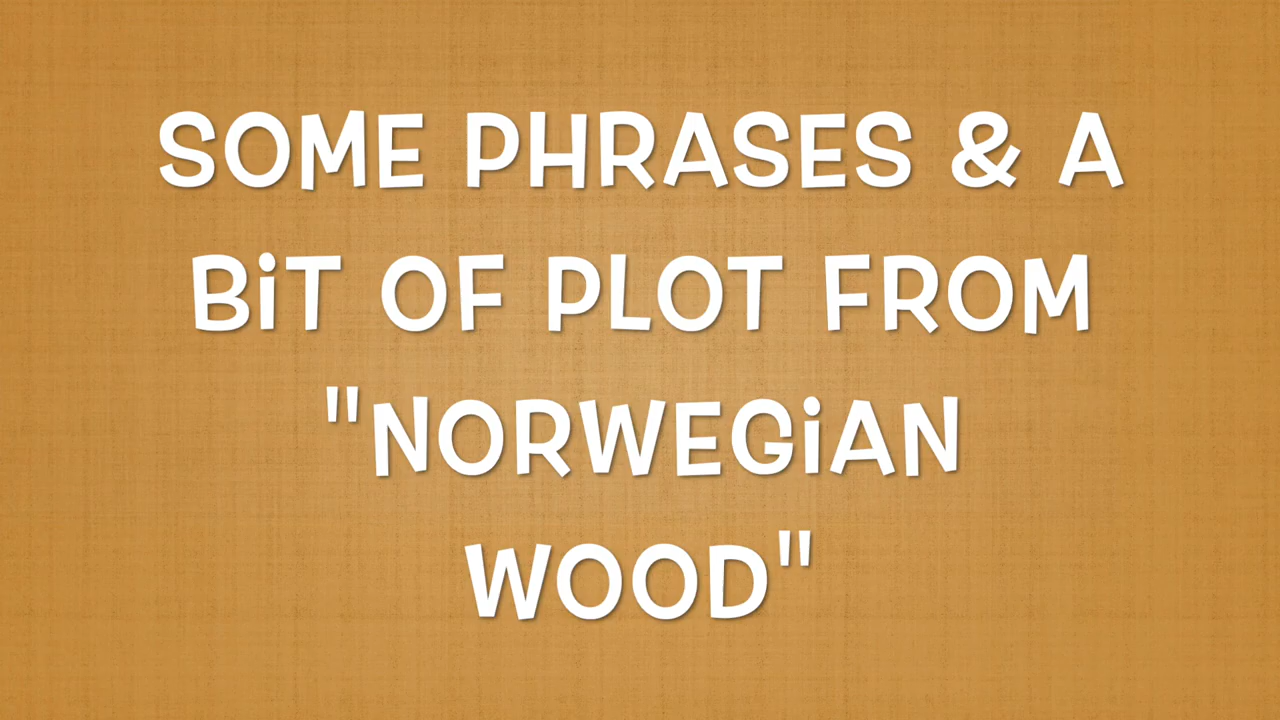 SOME PHRASES & A
BiT OF PLOT FROM
"NORWEGiAN
WOOD"